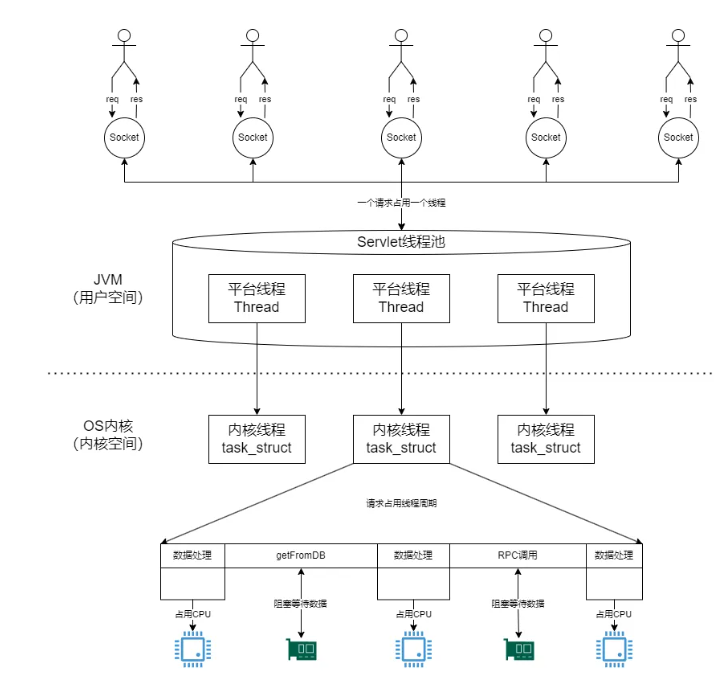 req res req res req res req res req res
Socket Socket Socket Socket Socket
一个请求占用一个线程
Servlet线程池
JVM
（用户空间）
平台线程 平台线程 平台线程
Thread Thread Thread
OS内核
（内核空间）
内核线程 内核线程 内核线程
task_struct task_struct task_struct
请求占用线程周期
数据处理 getFromDB 数据处理 RPC调用 数据处理
占用CPU 阻塞等待数据 占用CPU 阻塞等待数据 占用CPU